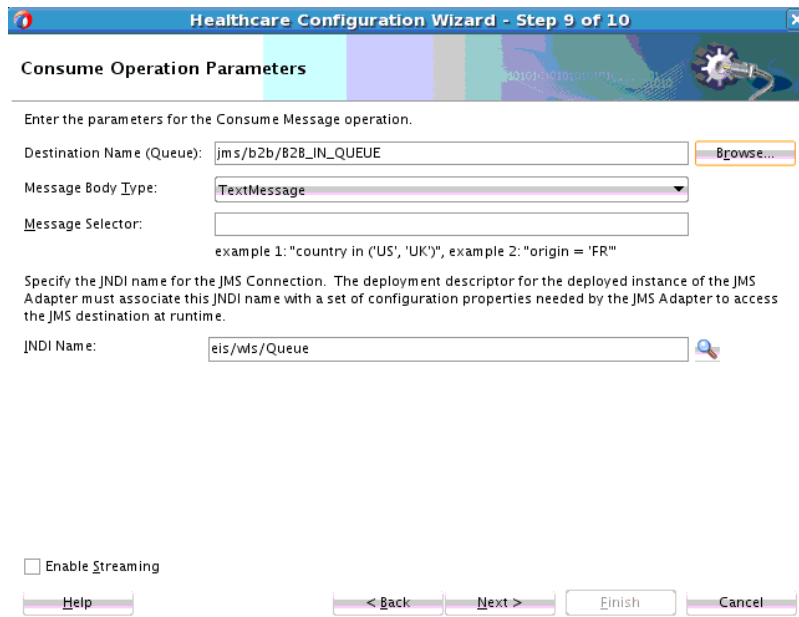 Healthcare Configuration Wizard - Step 9 of 10
Consume Operation Parameters
Enter the parameters for the Consume Message operation.
Destination Name (Queue): jms/b2b/B2B_IN_QUEUE Browse...
Message Body Type: TextMessage
Message Selector:
example 1: "country in ('US', 'UK')", example 2: "origin = 'FR'"
Specify the JNDI name for the JMS Connection. The deployment descriptor for the deployed instance of the JMS
Adapter must associate this JNDI name with a set of configuration properties needed by the JMS Adapter to access
the JMS destination at runtime.
JNDI Name: eis/wls/Queue
Enable Streaming
Help < Back Next > Finish Cancel